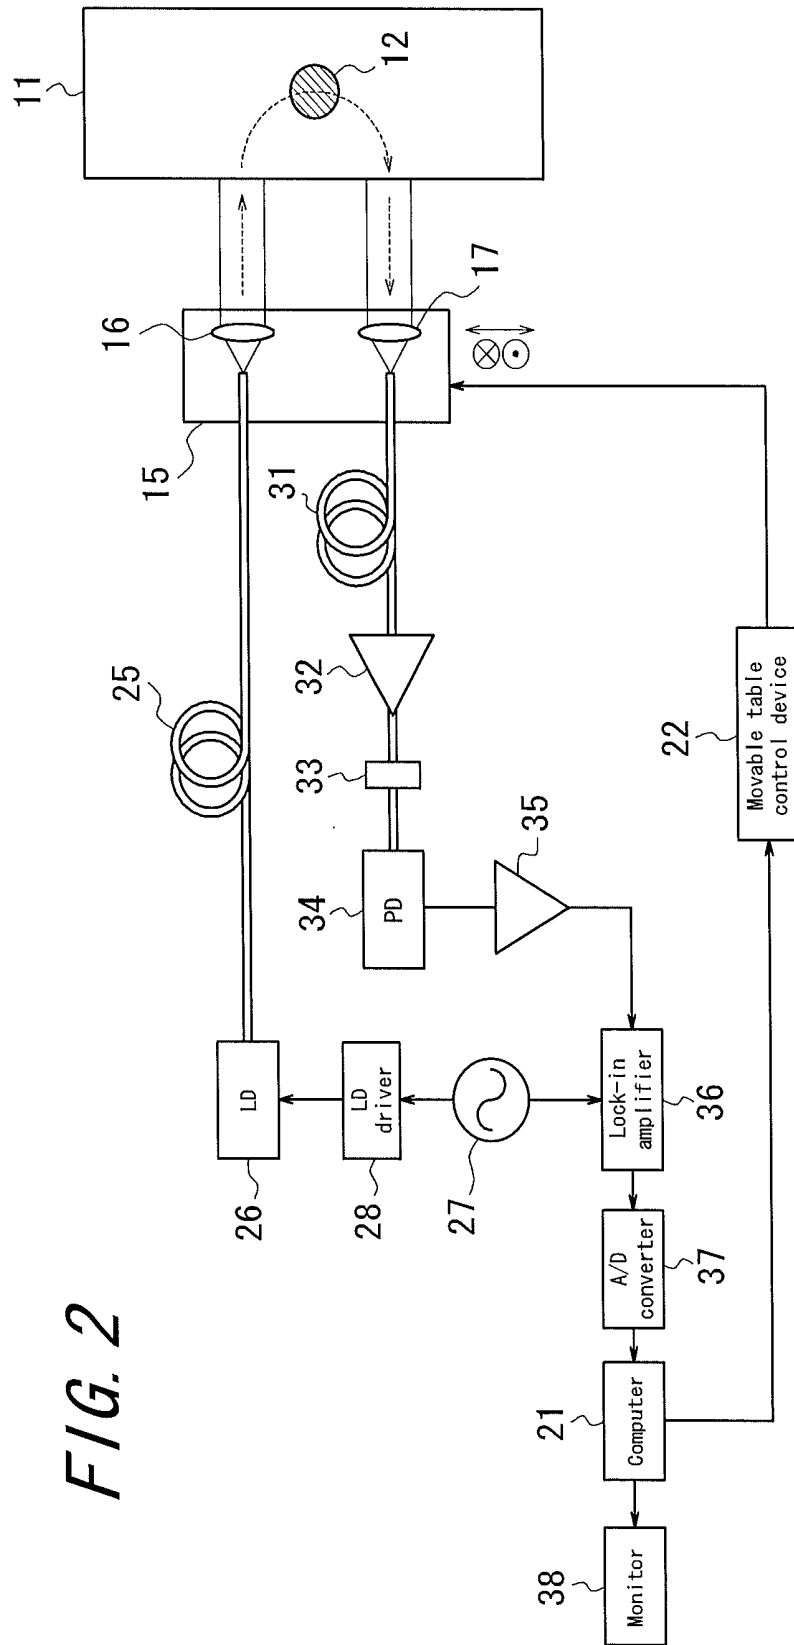 FIG. 2
11
12
16
17
15
25
31
32
33
34
PD
35
26
LD
28
LD
driver
27
36
Lock-in
amplifier
37
A/D
converter
21
Computer
38
Monitor
22
Movable table
control device